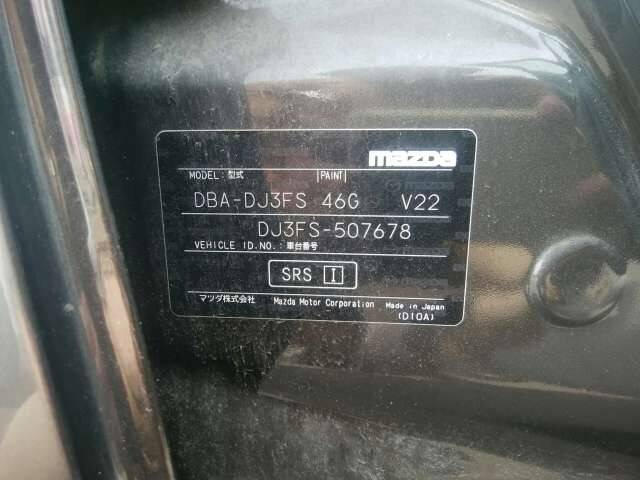 mazda
MODEL: 型式 |PAINT|
DBA-DJ3FS 46G V22
DJ3FS-507678
VEHICLE ID.NO.: 車台番号
SRS I
マツダ株式会社 Mazda Motor Corporation Made in Japan
(D10A)